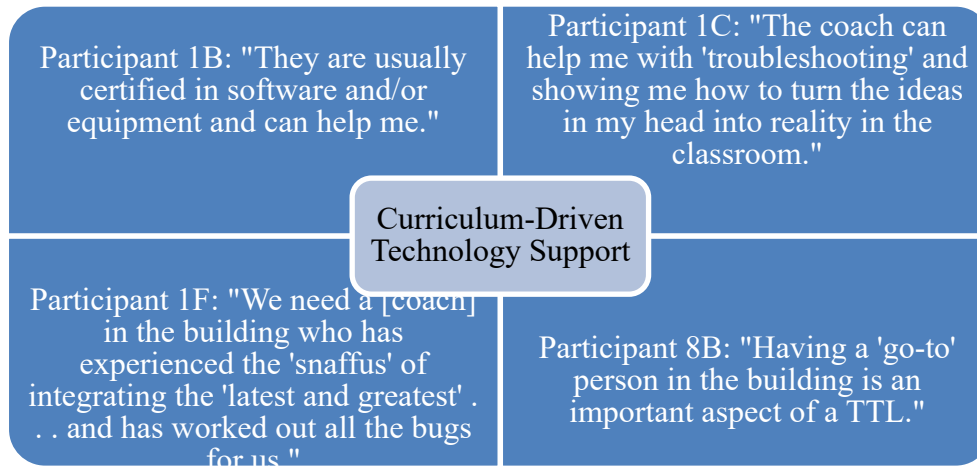 Participant 1B: "They are usually
certified in software and/or
equipment and can help me."
Participant 1C: "The coach can
help me with 'troubleshooting' and
showing me how to turn the ideas
in my head into reality in the
classroom."
Curriculum-Driven
Technology Support
Participant 1F: "We need a [coach]
in the building who has
experienced the 'snaffus' of
integrating the 'latest and greatest' .
. . and has worked out all the bugs
for us."
Participant 8B: "Having a 'go-to'
person in the building is an
important aspect of a TTL."